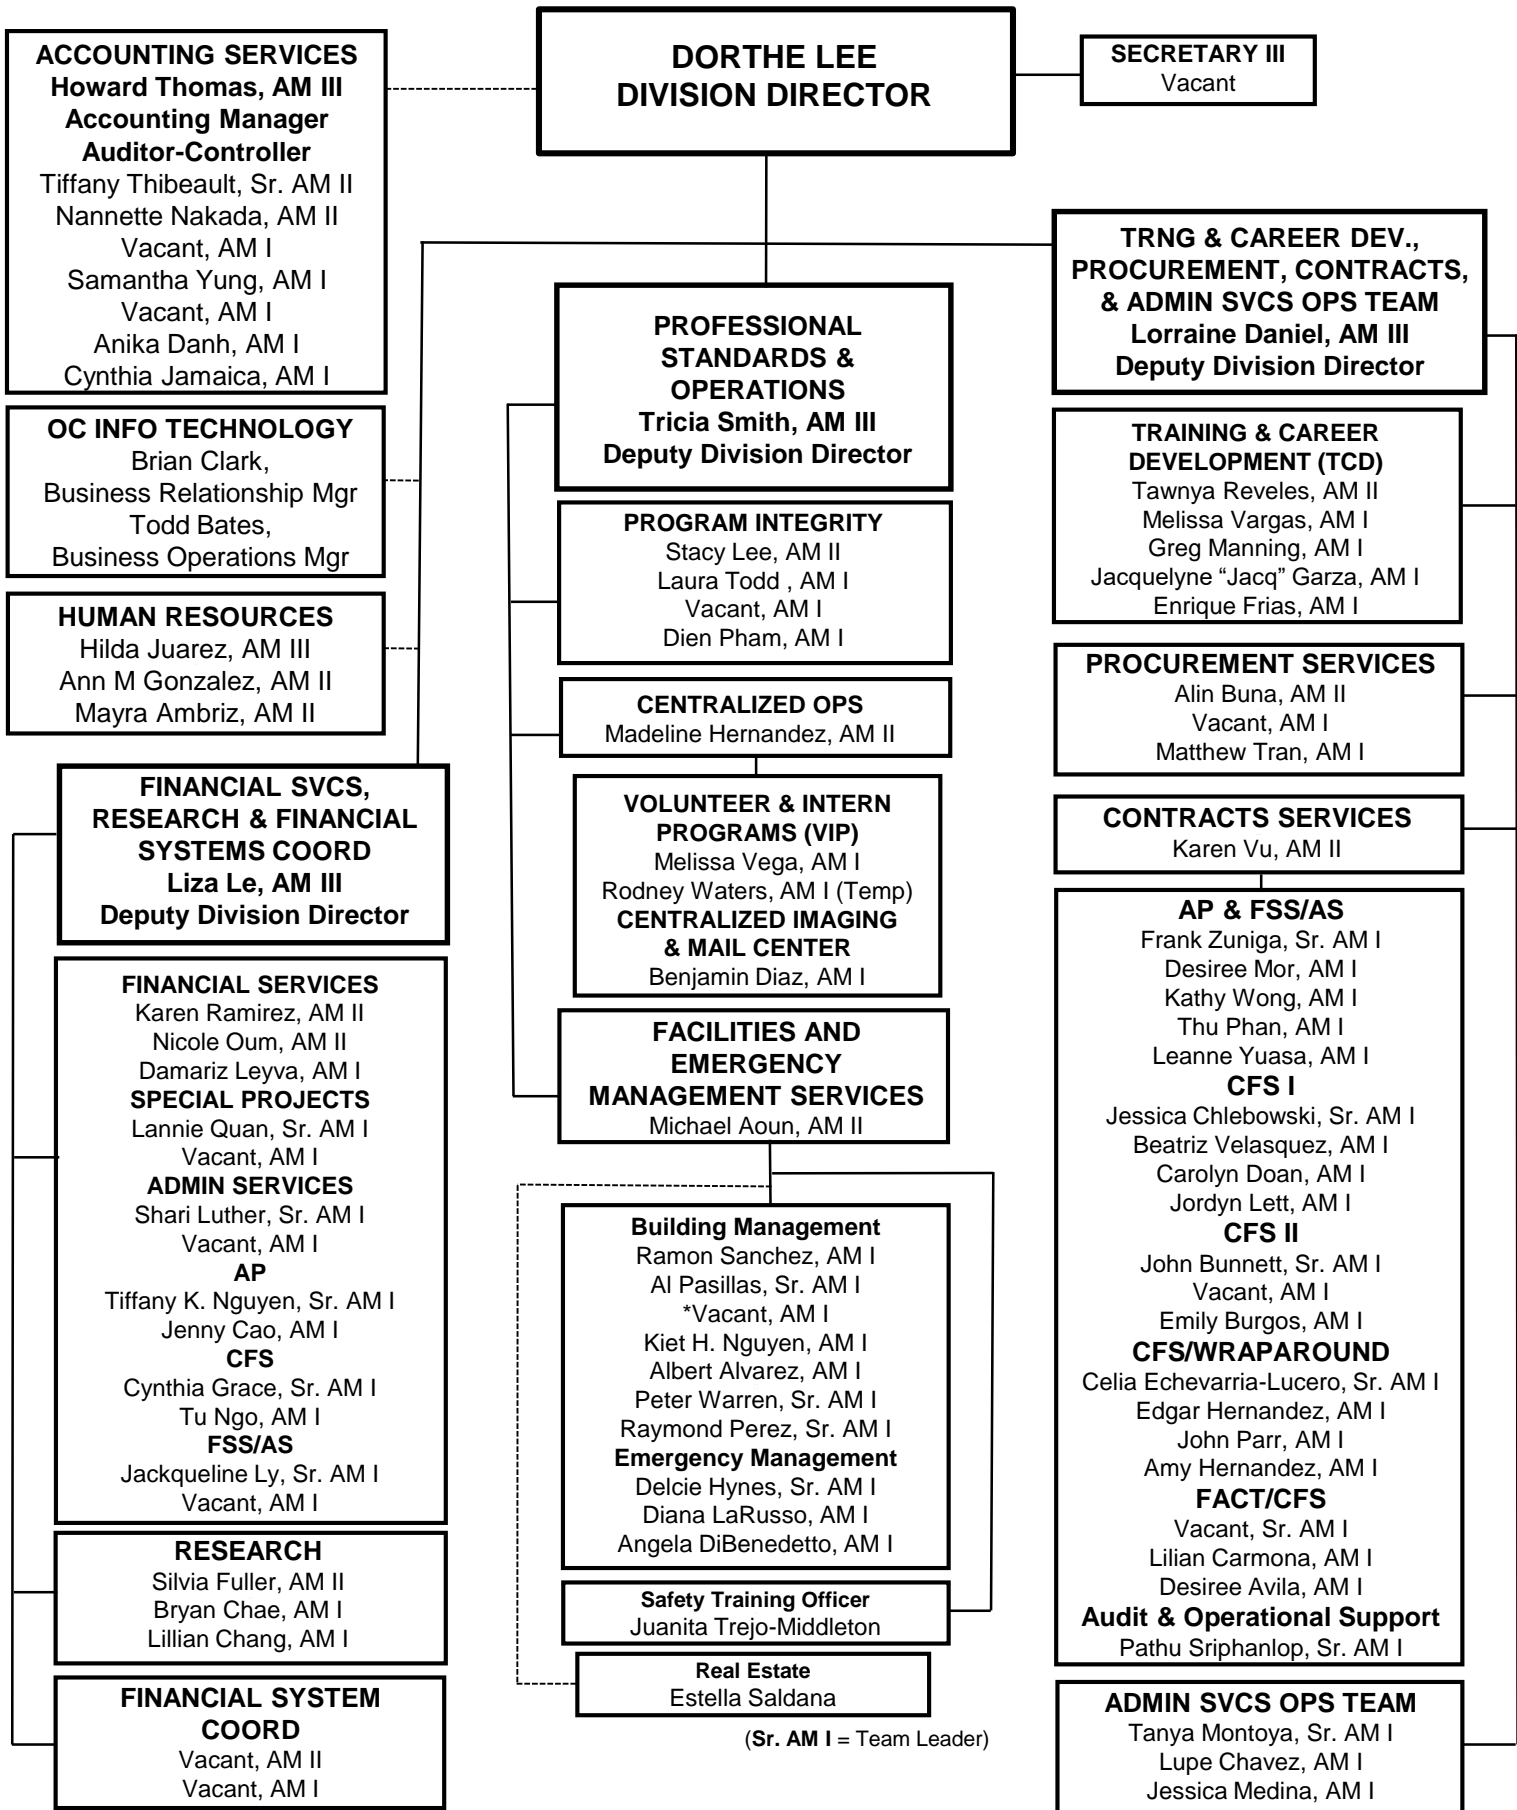 DORTHE LEE
DIVISION DIRECTOR
SECRETARY III
Vacant
ACCOUNTING SERVICES
Howard Thomas, AM III
Accounting Manager
Auditor-Controller
Tiffany Thibeault, Sr. AM II
Nannette Nakada, AM II
Vacant, AM I
Samantha Yung, AM I
Vacant, AM I
Anika Danh, AM I
Cynthia Jamaica, AM I
OC INFO TECHNOLOGY
Brian Clark,
Business Relationship Mgr
Todd Bates,
Business Operations Mgr
HUMAN RESOURCES
Hilda Juarez, AM III
Ann M Gonzalez, AM II
Mayra Ambriz, AM II
FINANCIAL SVCS,
RESEARCH & FINANCIAL
SYSTEMS COORD
Liza Le, AM III
Deputy Division Director
FINANCIAL SERVICES
Karen Ramirez, AM II
Nicole Oum, AM II
Damariz Leyva, AM I
SPECIAL PROJECTS
Lannie Quan, Sr. AM I
Vacant, AM I
ADMIN SERVICES
Shari Luther, Sr. AM I
Vacant, AM I
AP
Tiffany K. Nguyen, Sr. AM I
Jenny Cao, AM I
CFS
Cynthia Grace, Sr. AM I
Tu Ngo, AM I
FSS/AS
Jackqueline Ly, Sr. AM I
Vacant, AM I
RESEARCH
Silvia Fuller, AM II
Bryan Chae, AM I
Lillian Chang, AM I
FINANCIAL SYSTEM
COORD
Vacant, AM II
Vacant, AM I
PROFESSIONAL
STANDARDS &
OPERATIONS
Tricia Smith, AM III
Deputy Division Director
PROGRAM INTEGRITY
Stacy Lee, AM II
Laura Todd , AM I
Vacant, AM I
Dien Pham, AM I
CENTRALIZED OPS
Madeline Hernandez, AM II
VOLUNTEER & INTERN
PROGRAMS (VIP)
Melissa Vega, AM I
Rodney Waters, AM I (Temp)
CENTRALIZED IMAGING
& MAIL CENTER
Benjamin Diaz, AM I
FACILITIES AND
EMERGENCY
MANAGEMENT SERVICES
Michael Aoun, AM II
Building Management
Ramon Sanchez, AM I
Al Pasillas, Sr. AM I
*Vacant, AM I
Kiet H. Nguyen, AM I
Albert Alvarez, AM I
Peter Warren, Sr. AM I
Raymond Perez, Sr. AM I
Emergency Management
Delcie Hynes, Sr. AM I
Diana LaRusso, AM I
Angela DiBenedetto, AM I
Safety Training Officer
Juanita Trejo-Middleton
Real Estate
Estella Saldana
(Sr. AM I = Team Leader)
TRNG & CAREER DEV.,
PROCUREMENT, CONTRACTS,
& ADMIN SVCS OPS TEAM
Lorraine Daniel, AM III
Deputy Division Director
TRAINING & CAREER
DEVELOPMENT (TCD)
Tawnya Reveles, AM II
Melissa Vargas, AM I
Greg Manning, AM I
Jacquelyne “Jacq” Garza, AM I
Enrique Frias, AM I
PROCUREMENT SERVICES
Alin Buna, AM II
Vacant, AM I
Matthew Tran, AM I
CONTRACTS SERVICES
Karen Vu, AM II
AP & FSS/AS
Frank Zuniga, Sr. AM I
Desiree Mor, AM I
Kathy Wong, AM I
Thu Phan, AM I
Leanne Yuasa, AM I
CFS I
Jessica Chlebowski, Sr. AM I
Beatriz Velasquez, AM I
Carolyn Doan, AM I
Jordyn Lett, AM I
CFS II
John Bunnett, Sr. AM I
Vacant, AM I
Emily Burgos, AM I
CFS/WRAPAROUND
Celia Echevarria-Lucero, Sr. AM I
Edgar Hernandez, AM I
John Parr, AM I
Amy Hernandez, AM I
FACT/CFS
Vacant, Sr. AM I
Lilian Carmona, AM I
Desiree Avila, AM I
Audit & Operational Support
Pathu Sriphanlop, Sr. AM I
ADMIN SVCS OPS TEAM
Tanya Montoya, Sr. AM I
Lupe Chavez, AM I
Jessica Medina, AM I